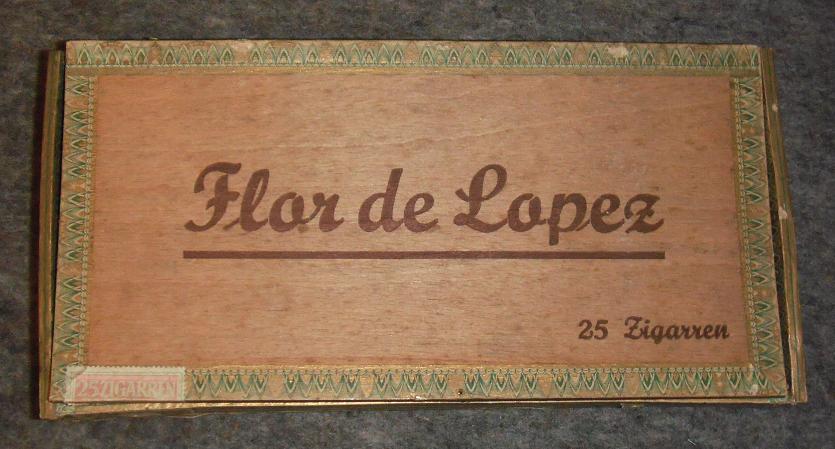 Flor de Lopez
25 Zigarren
25 ZIGARREN